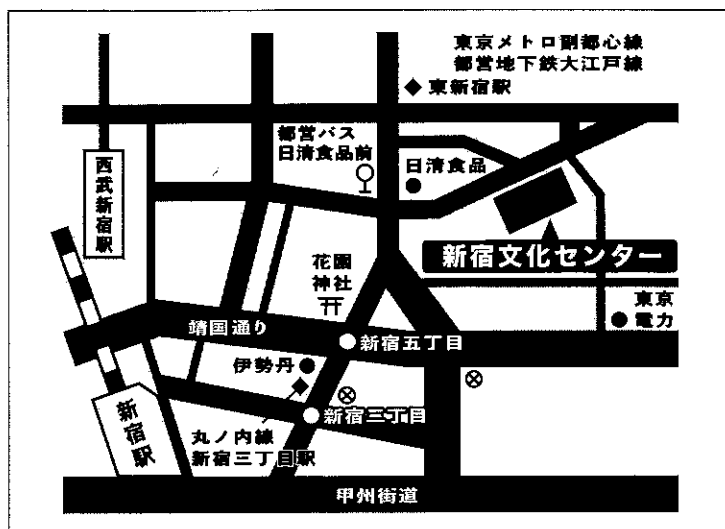 東京メトロ副都心線
都営地下鉄大江戸線
東新宿駅
都営バス
日清食品前
日清食品
西武新宿駅
新宿文化センター
花園
神社
東京
電力
靖国通り
新宿五丁目
伊勢丹
新宿三丁目
新宿駅
丸ノ内線
新宿三丁目駅
甲州街道